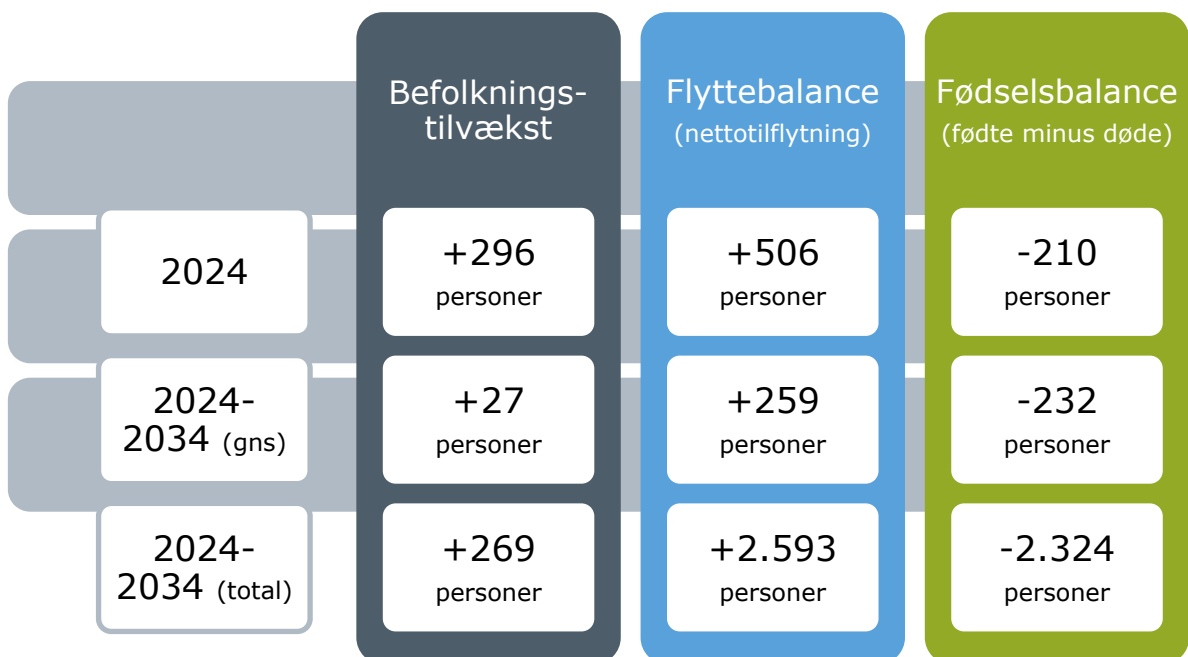 Befolknings-
tilvækst
Flyttebalance
(nettotilflytning)
Fødselsbalance
(fødte minus døde)
2024
+296
personer
+506
personer
-210
personer
2024-
2034 (gns)
+27
personer
+259
personer
-232
personer
2024-
2034 (total)
+269
personer
+2.593
personer
-2.324
personer